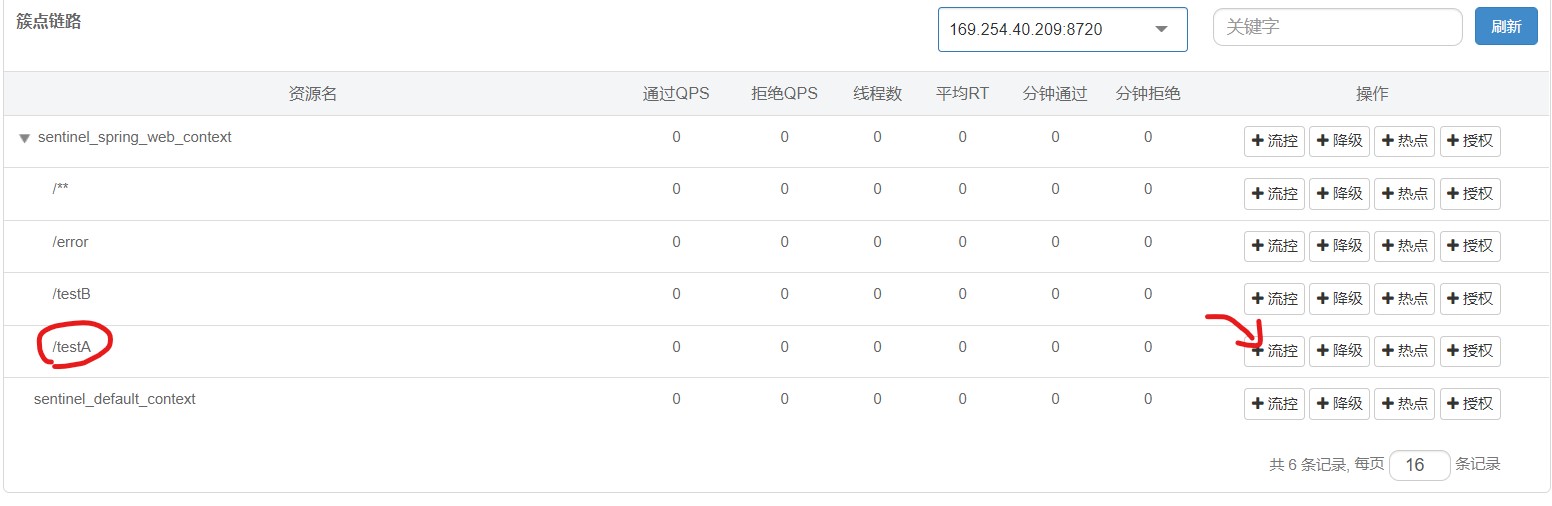 簇点链路 169.254.40.209:8720 关键字 刷新
资源名 通过QPS 拒绝QPS 线程数 平均RT 分钟通过 分钟拒绝 操作
sentinel_spring_web_context 0 0 0 0 0 0 流控 降级 热点 授权
/** 0 0 0 0 0 0 流控 降级 热点 授权
/error 0 0 0 0 0 0 流控 降级 热点 授权
/testB 0 0 0 0 0 0 流控 降级 热点 授权
/testA 0 0 0 0 0 0 流控 降级 热点 授权
sentinel_default_context 0 0 0 0 0 0 流控 降级 热点 授权
共 6 条记录, 每页 16 条记录